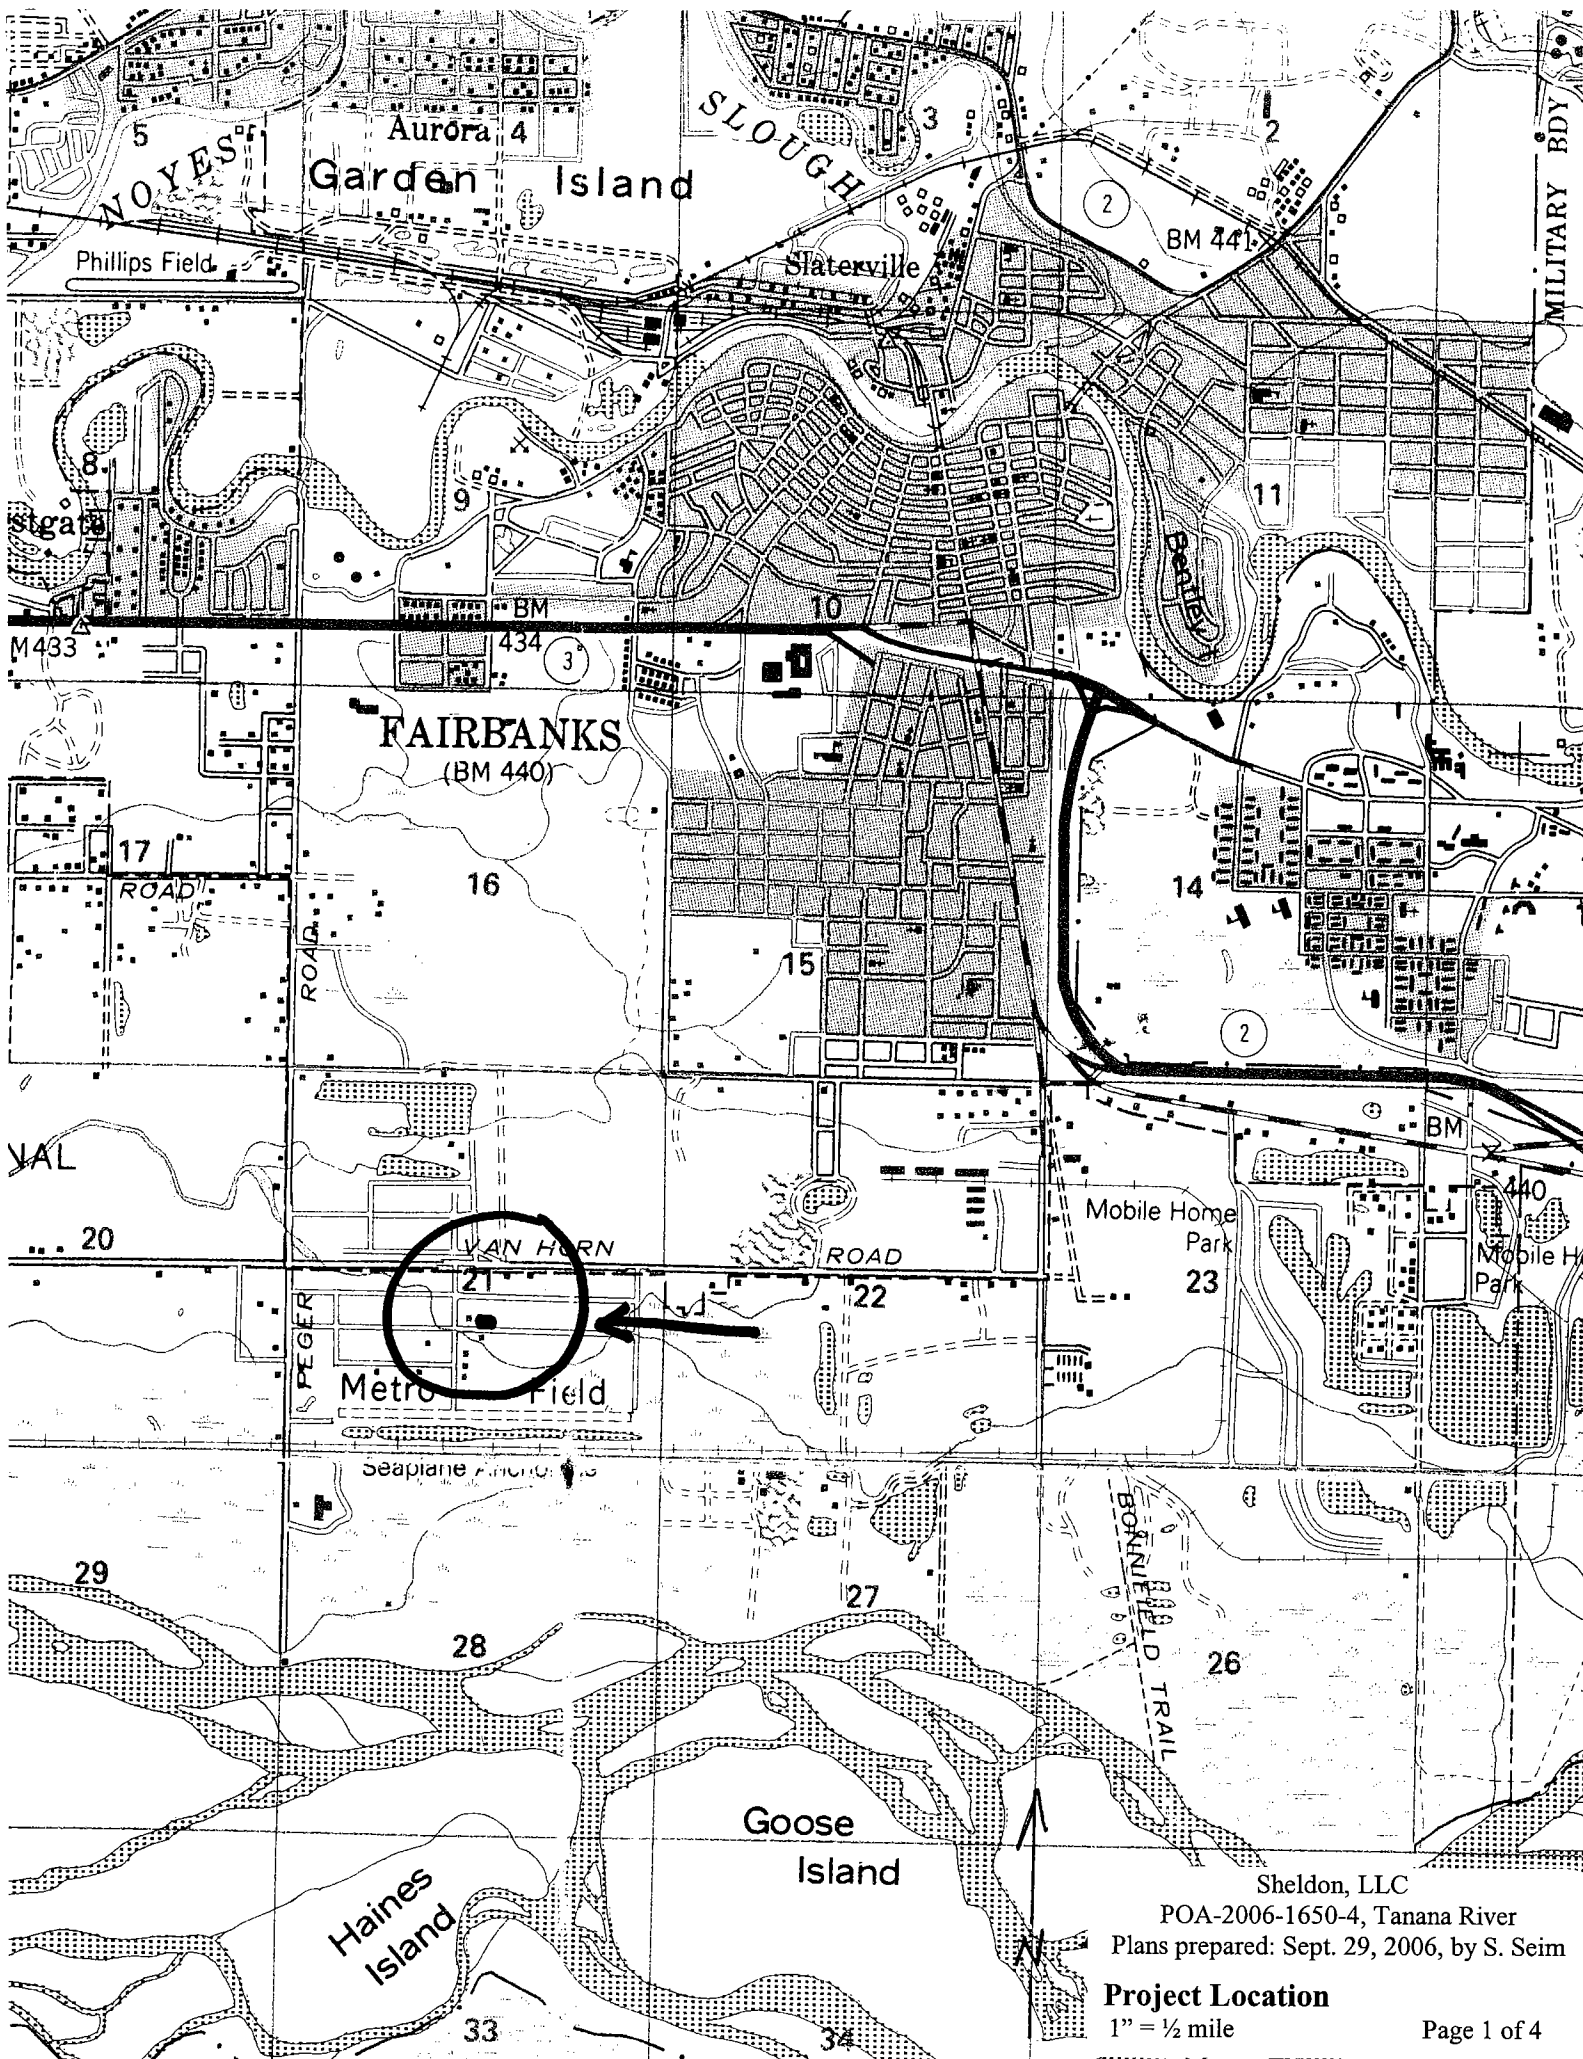 5
NOYES
Aurora 4
Garden Island
SLOUGH
3
2
2
BM 441
MILITARY BDY
Phillips Field
Slaterville
8
9
11
stgate
Bentley
10
BM
434
3
M433
FAIRBANKS
(BM 440)
17
ROAD
16
14
ROAD
15
2
BM
440
VAL
20
VAN HORN
ROAD
Mobile Home
Park
Mobile H
Park
21
22
23
PEGER
Metro Field
Seaplane
29
28
27
26
BONNIFIELD TRAIL
Goose
Island
Haines
Island
N
33
34
Sheldon, LLC
POA-2006-1650-4, Tanana River
Plans prepared: Sept. 29, 2006, by S. Seim
Project Location
1" = ½ mile
Page 1 of 4